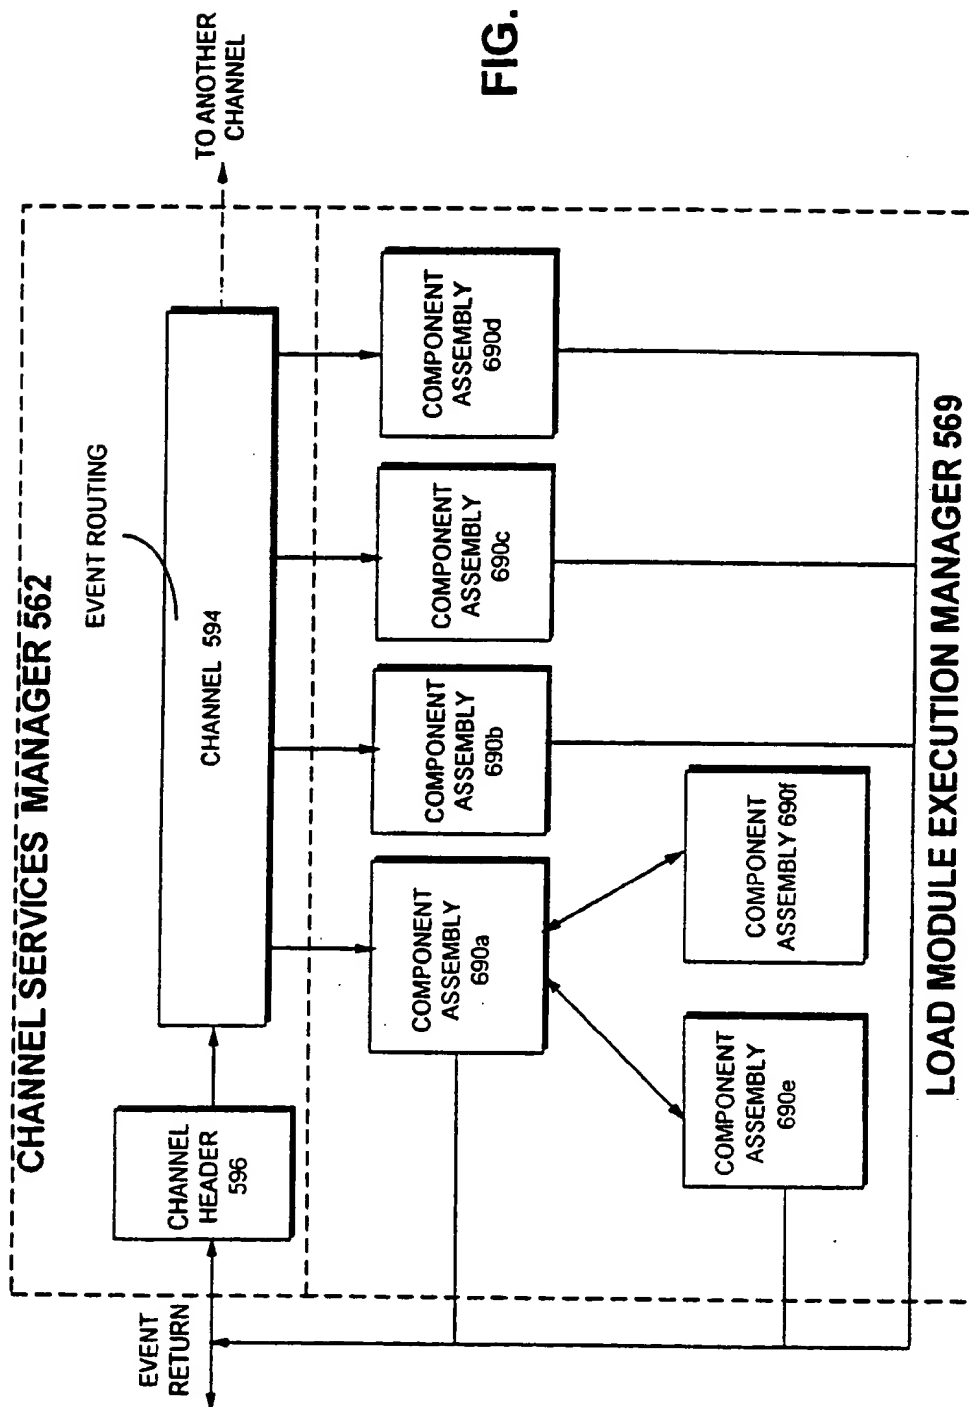 CHANNEL SERVICES MANAGER 562
EVENT ROUTING
TO ANOTHER
CHANNEL
CHANNEL
HEADER
596
CHANNEL 594
EVENT
RETURN
COMPONENT
ASSEMBLY
690a
COMPONENT
ASSEMBLY
690b
COMPONENT
ASSEMBLY
690c
COMPONENT
ASSEMBLY
690d
COMPONENT
ASSEMBLY
690e
COMPONENT
ASSEMBLY 690f
LOAD MODULE EXECUTION MANAGER 569
FIG.